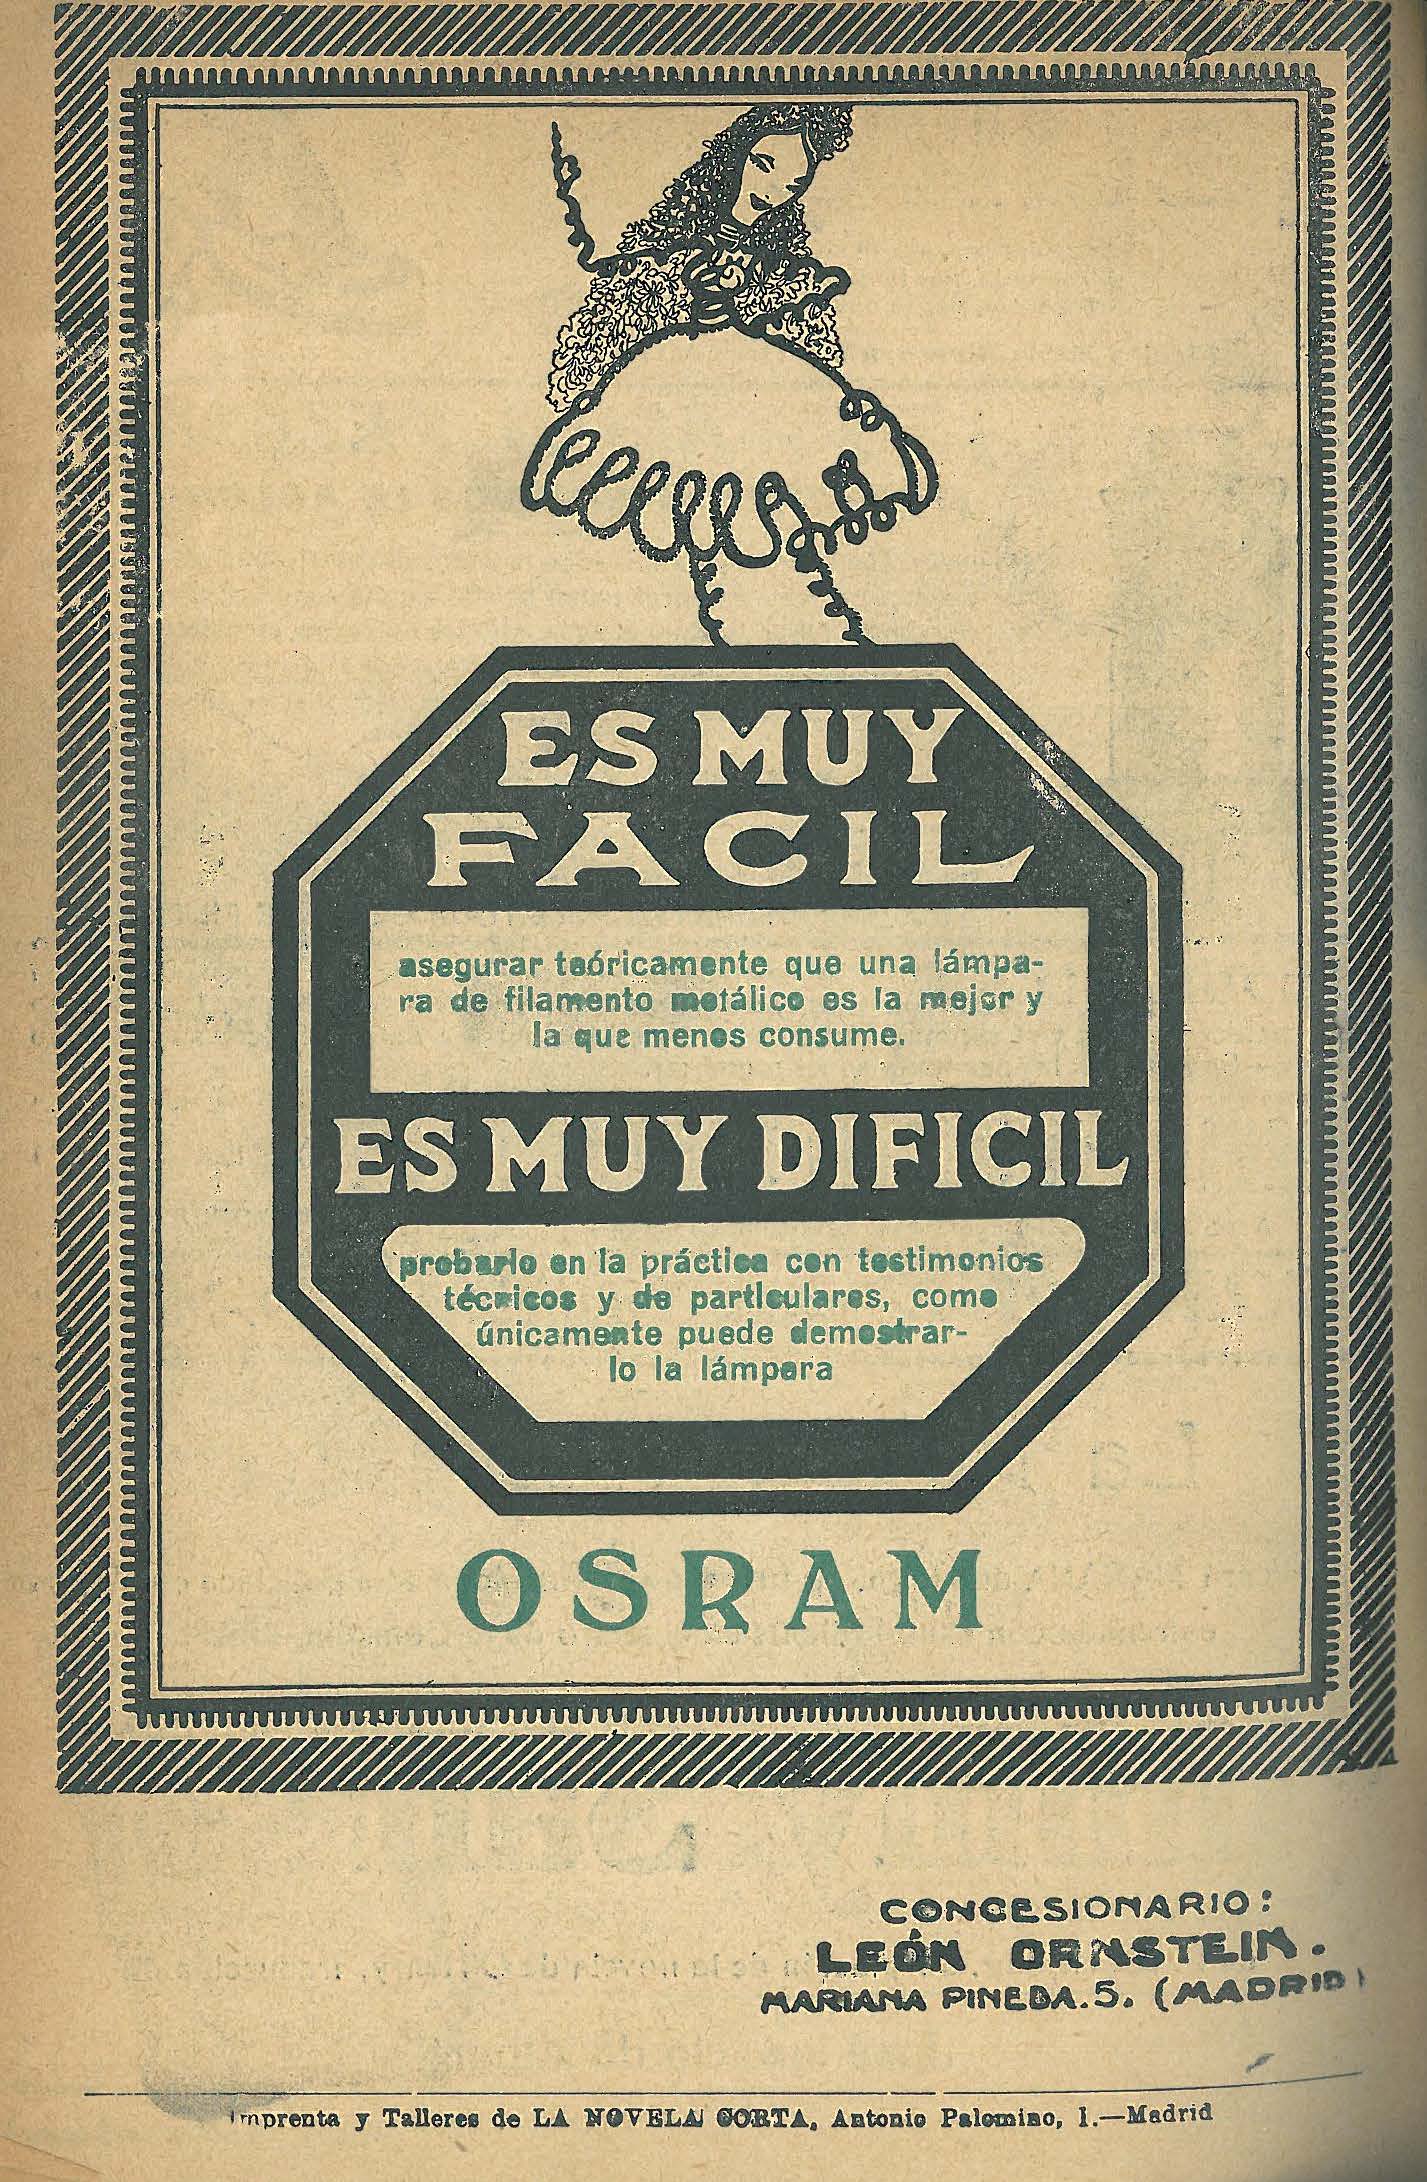 ES MUY
FACIL
asegurar teóricamente que una lámpa-
ra de filamento metálico es la mejor y
la que menos consume.
ES MUY DIFICIL
probarlo en la práctica con testimonios
técnicos y de particulares, como
únicamente puede demostrar-
lo la lámpara
OSRAM
CONCESIONARIO:
LEÓN ORNSTEIN.
MARIANA PINEDA.5. (MADRID)
Imprenta y Talleres de LA NOVELA CORTA, Antonio Palomino, 1.—Madrid